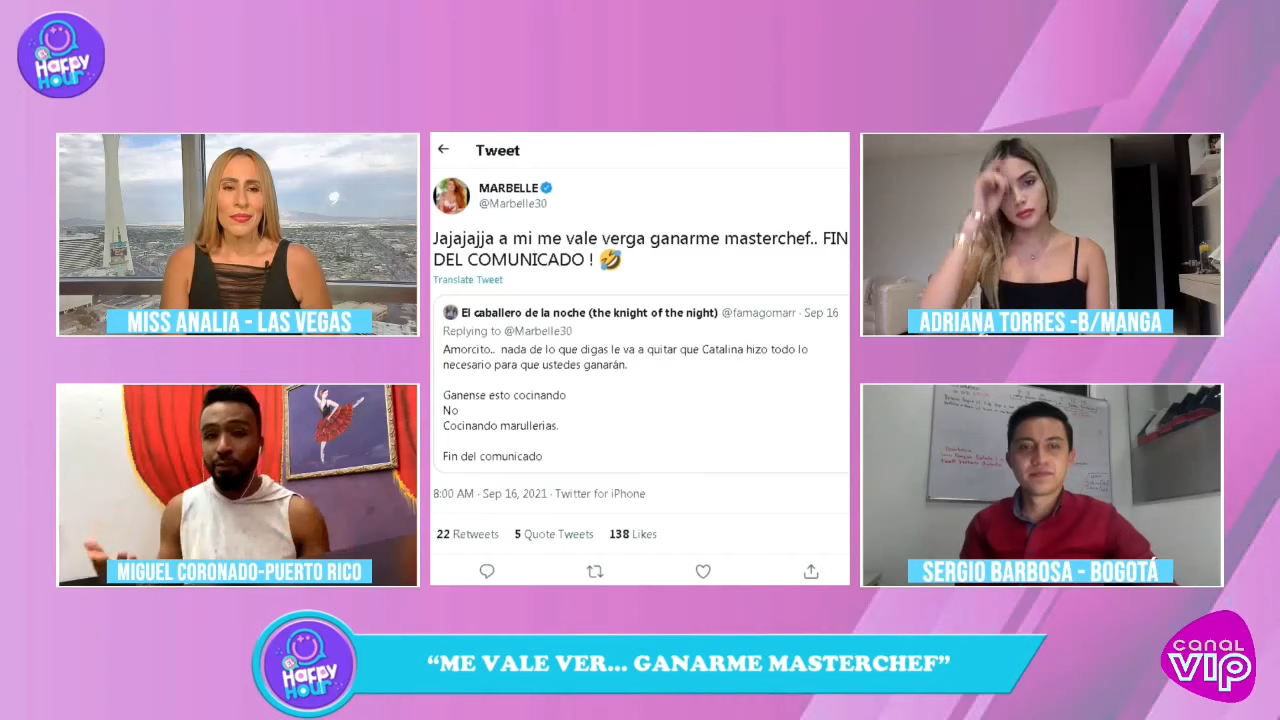 Happy
Hour
MISS ANALIA - LAS VEGAS
Tweet
MARBELLE
@Marbelle30
Jajajajja a mi me vale verga ganarme masterchef.. FIN
DEL COMUNICADO ! 🤣
Translate Tweet
El caballero de la noche (the knight of the night) @famagomarr · Sep 16
Replying to @Marbelle30
Amorcito.. nada de lo que digas le va a quitar que Catalina hizo todo lo
necesario para que ustedes ganarán.
Ganense esto cocinando
No
Cocinando marullerias.
Fin del comunicado
8:00 AM · Sep 16, 2021 · Twitter for iPhone
22 Retweets 5 Quote Tweets 138 Likes
ADRIANA TORRES -B/MANGA
MIGUEL CORONADO-PUERTO RICO
SERGIO BARBOSA - BOGOTÁ
EL
Happy
Hour
“ME VALE VER... GANARME MASTERCHEF”
CANAL
VIP